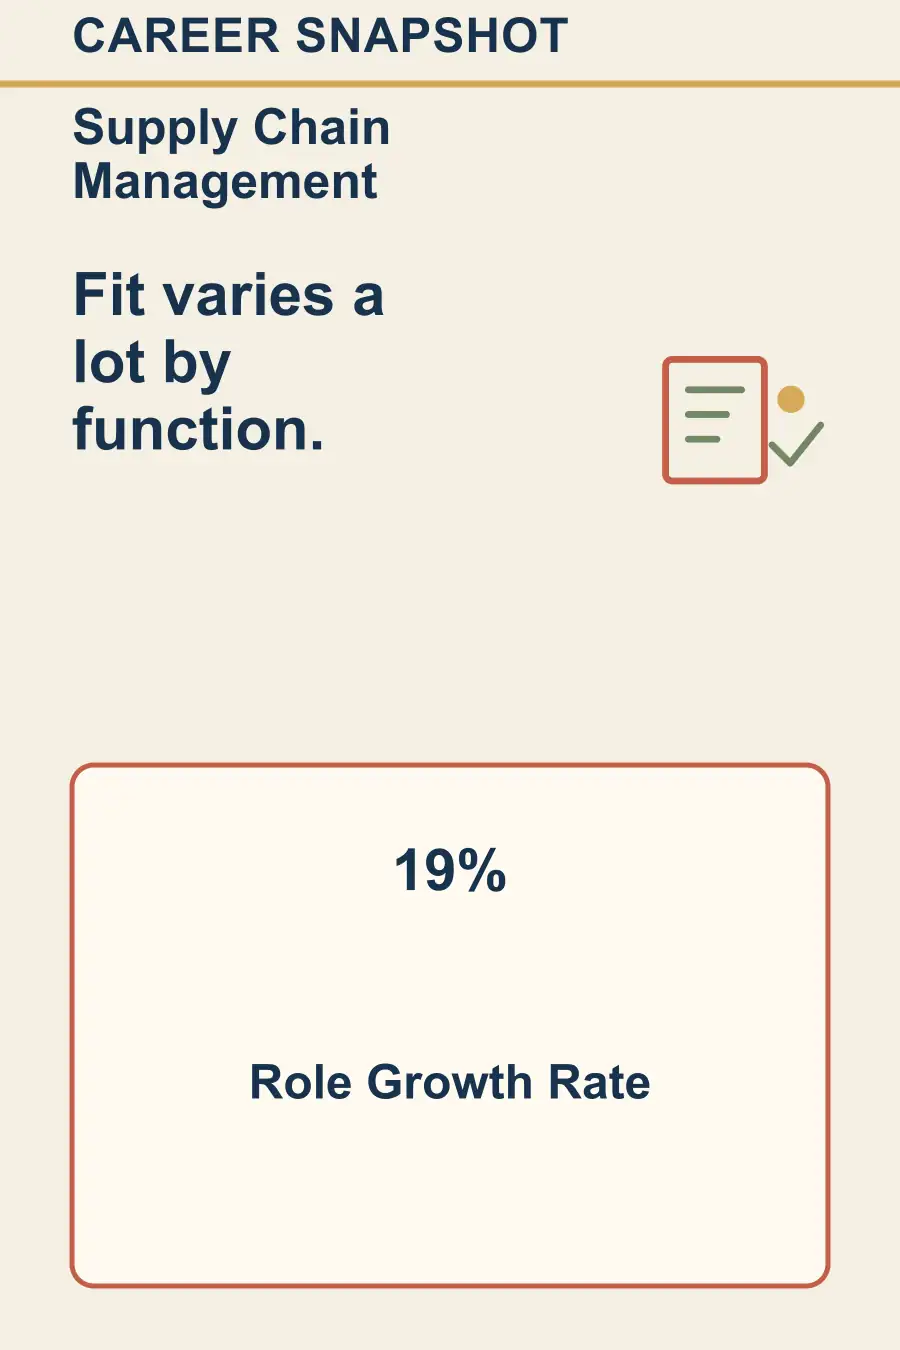 CAREER SNAPSHOT
Supply Chain
Management
Fit varies a
lot by
function.
19%
Role Growth Rate